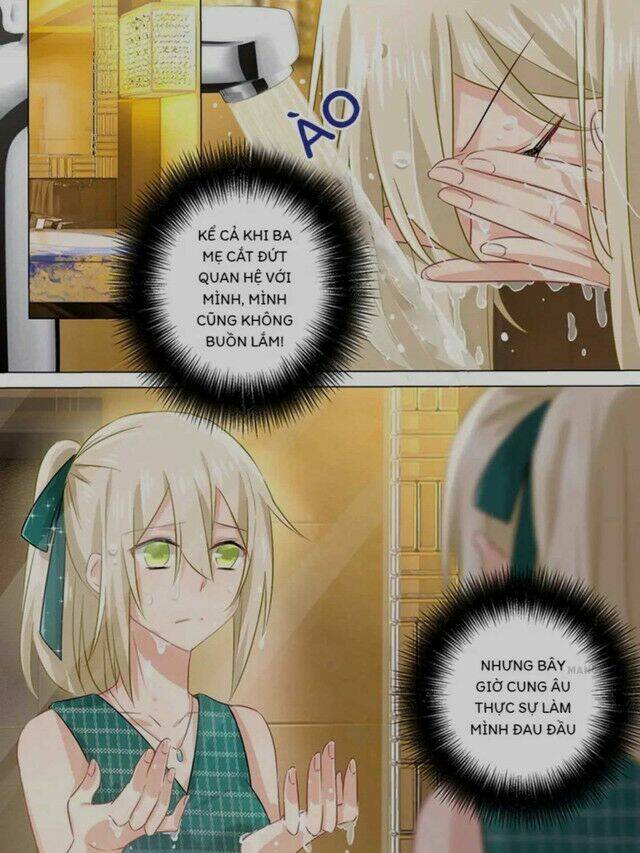 ÀO
KỂ CẢ KHI BA
MẸ CẮT ĐỨT
QUAN HỆ VỚI
MÌNH, MÌNH
CŨNG KHÔNG
BUỒN LẮM!
NHƯNG BÂY
GIỜ CUNG ÂU
THỰC SỰ LÀM
MÌNH ĐAU ĐẦU